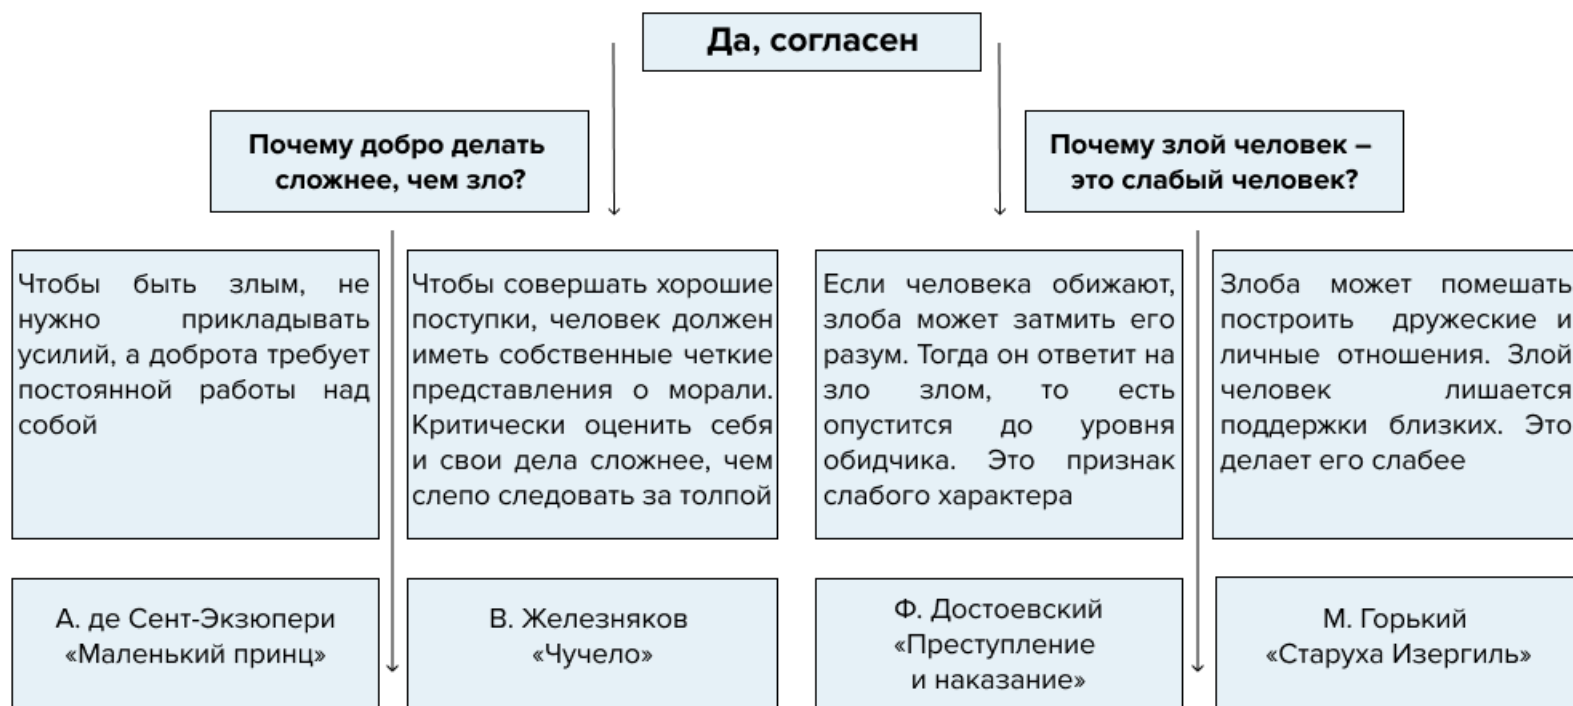 Да, согласен
Почему добро делать
сложнее, чем зло?
Почему злой человек –
это слабый человек?
Чтобы быть злым, не
нужно прикладывать
усилий, а доброта требует
постоянной работы над
собой
Чтобы совершать хорошие
поступки, человек должен
иметь собственные четкие
представления о морали.
Критически оценить себя
и свои дела сложнее, чем
слепо следовать за толпой
Если человека обижают,
злоба может затмить его
разум. Тогда он ответит на
зло злом, то есть
опустится до уровня
обидчика. Это признак
слабого характера
Злоба может помешать
построить дружеские и
личные отношения. Злой
человек лишается
поддержки близких. Это
делает его слабее
А. де Сент-Экзюпери
«Маленький принц»
В. Железняков
«Чучело»
Ф. Достоевский
«Преступление
и наказание»
М. Горький
«Старуха Изергиль»